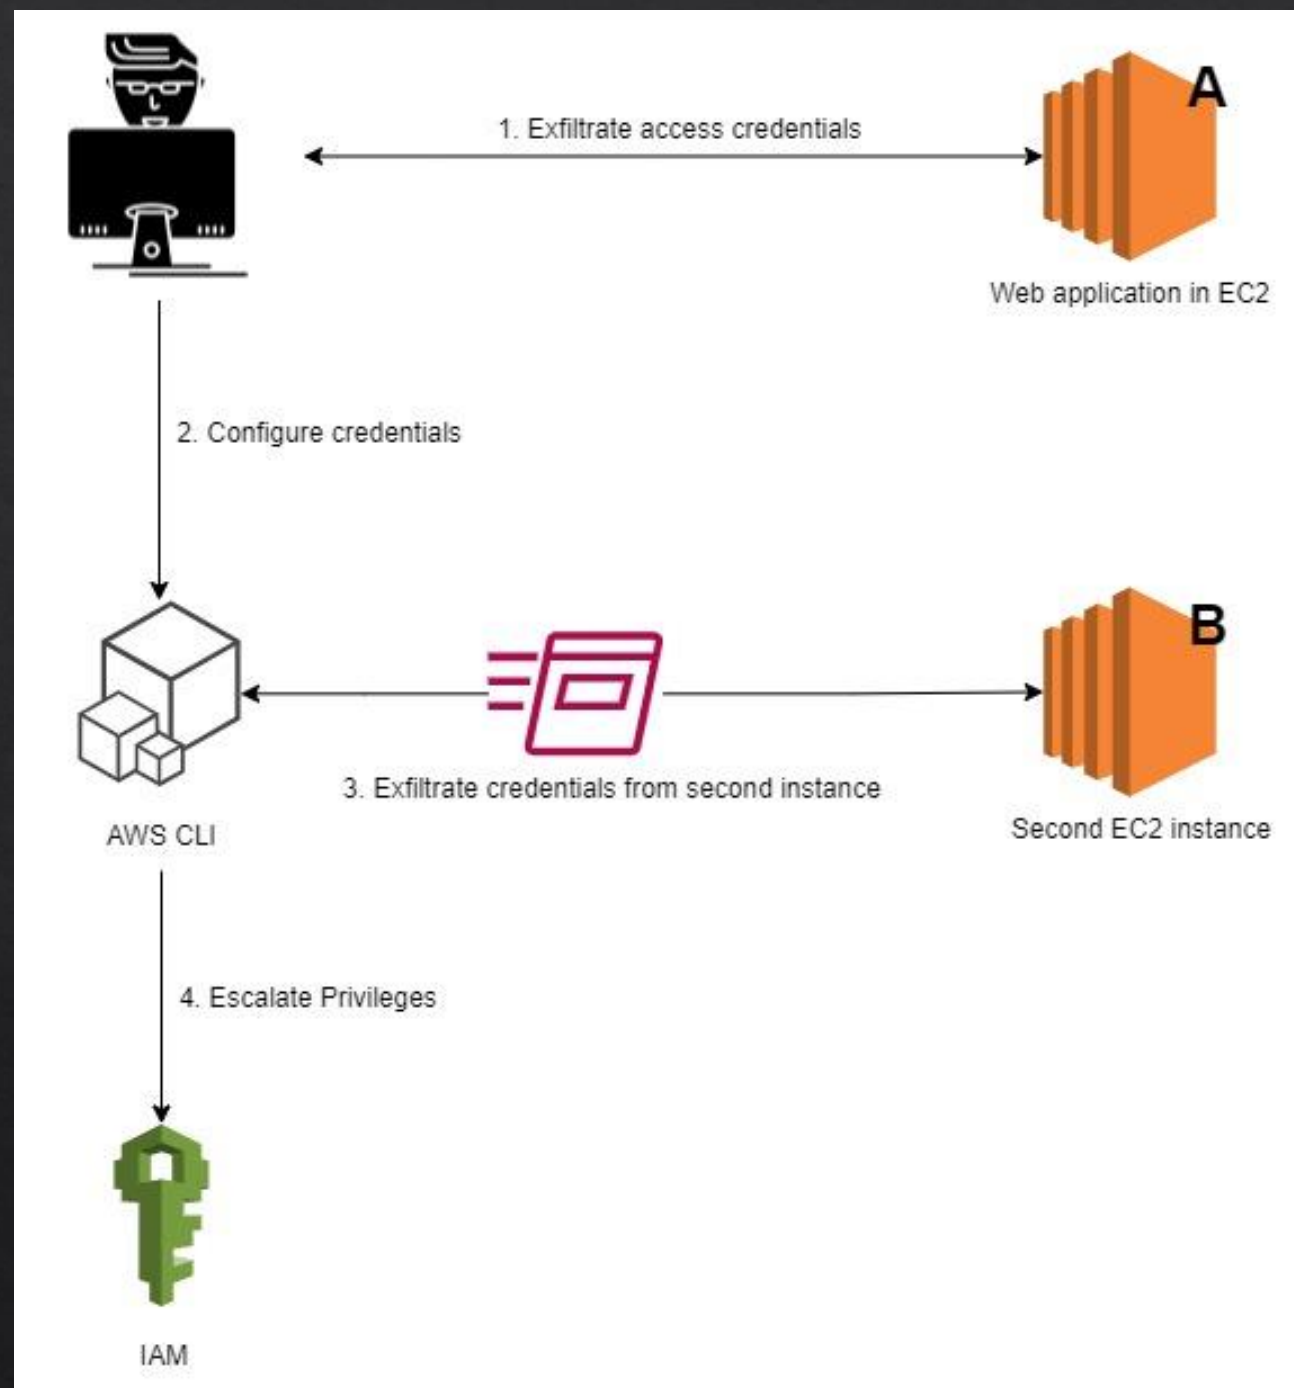 A
1. Exfiltrate access credentials
Web application in EC2
2. Configure credentials
B
3. Exfiltrate credentials from second instance
Second EC2 instance
AWS CLI
4. Escalate Privileges
IAM